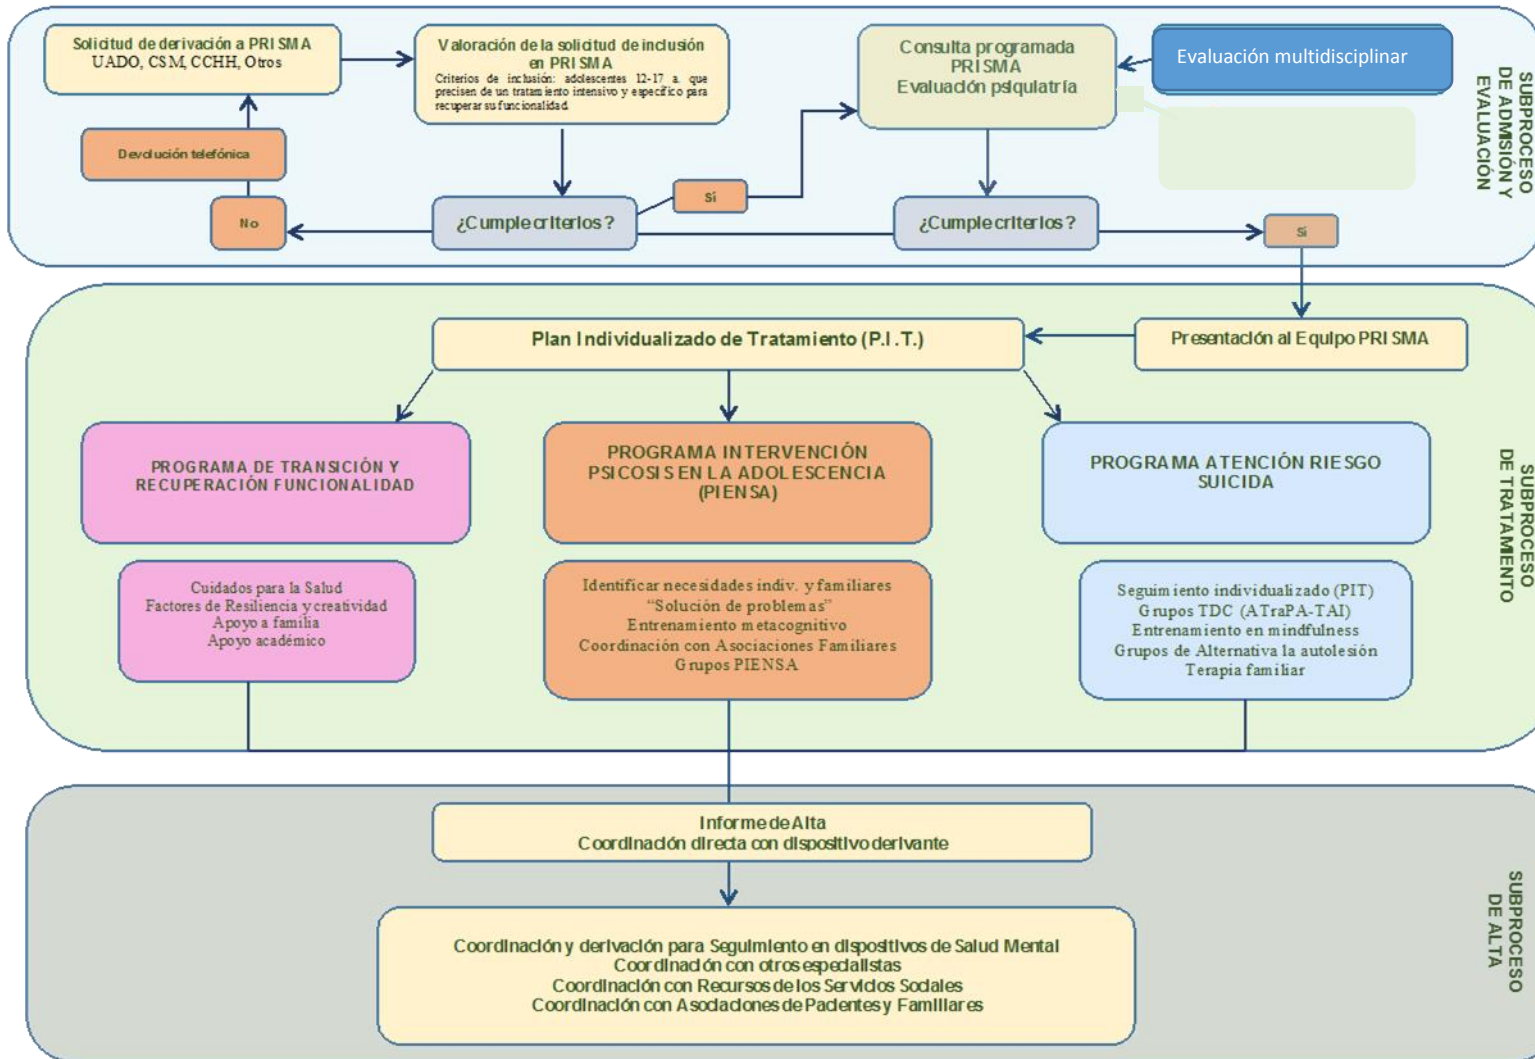 Solicitud de derivación a PRISMA
UADO, CSM, CCHH, Otros
Valoración de la solicitud de inclusión
en PRISMA
Criterios de inclusión: adolescentes 12-17 a. que
precisen de un tratamiento intensivo y específico para
recuperar su funcionalidad.
Consulta programada
PRISMA
Evaluación psiquiatría
Evaluación multidisciplinar
SUBPROCESO
DE ADMISIÓN Y
EVALUACIÓN
Devolución telefónica
No
¿Cumple criterios?
Sí
¿Cumple criterios?
Sí
Plan Individualizado de Tratamiento (P.I.T.)
Presentación al Equipo PRISMA
PROGRAMA DE TRANSICIÓN Y
RECUPERACIÓN FUNCIONALIDAD
PROGRAMA INTERVENCIÓN
PSICOSIS EN LA ADOLESCENCIA
(PIENSA)
PROGRAMA ATENCIÓN RIESGO
SUICIDA
SUBPROCESO
DE TRATAMIENTO
Cuidados para la Salud
Factores de Resiliencia y creatividad
Apoyo a familia
Apoyo académico
Identificar necesidades indiv. y familiares
“Solución de problemas”
Entrenamiento metacognitivo
Coordinación con Asociaciones Familiares
Grupos PIENSA
Seguimiento individualizado (PIT)
Grupos TDC (ATraPA-TAI)
Entrenamiento en mindfulness
Grupos de Alternativa la autolesión
Terapia familiar
Informe de Alta
Coordinación directa con dispositivo derivante
Coordinación y derivación para Seguimiento en dispositivos de Salud Mental
Coordinación con otros especialistas
Coordinación con Recursos de los Servicios Sociales
Coordinación con Asociaciones de Pacientes y Familiares
SUBPROCESO
DE ALTA